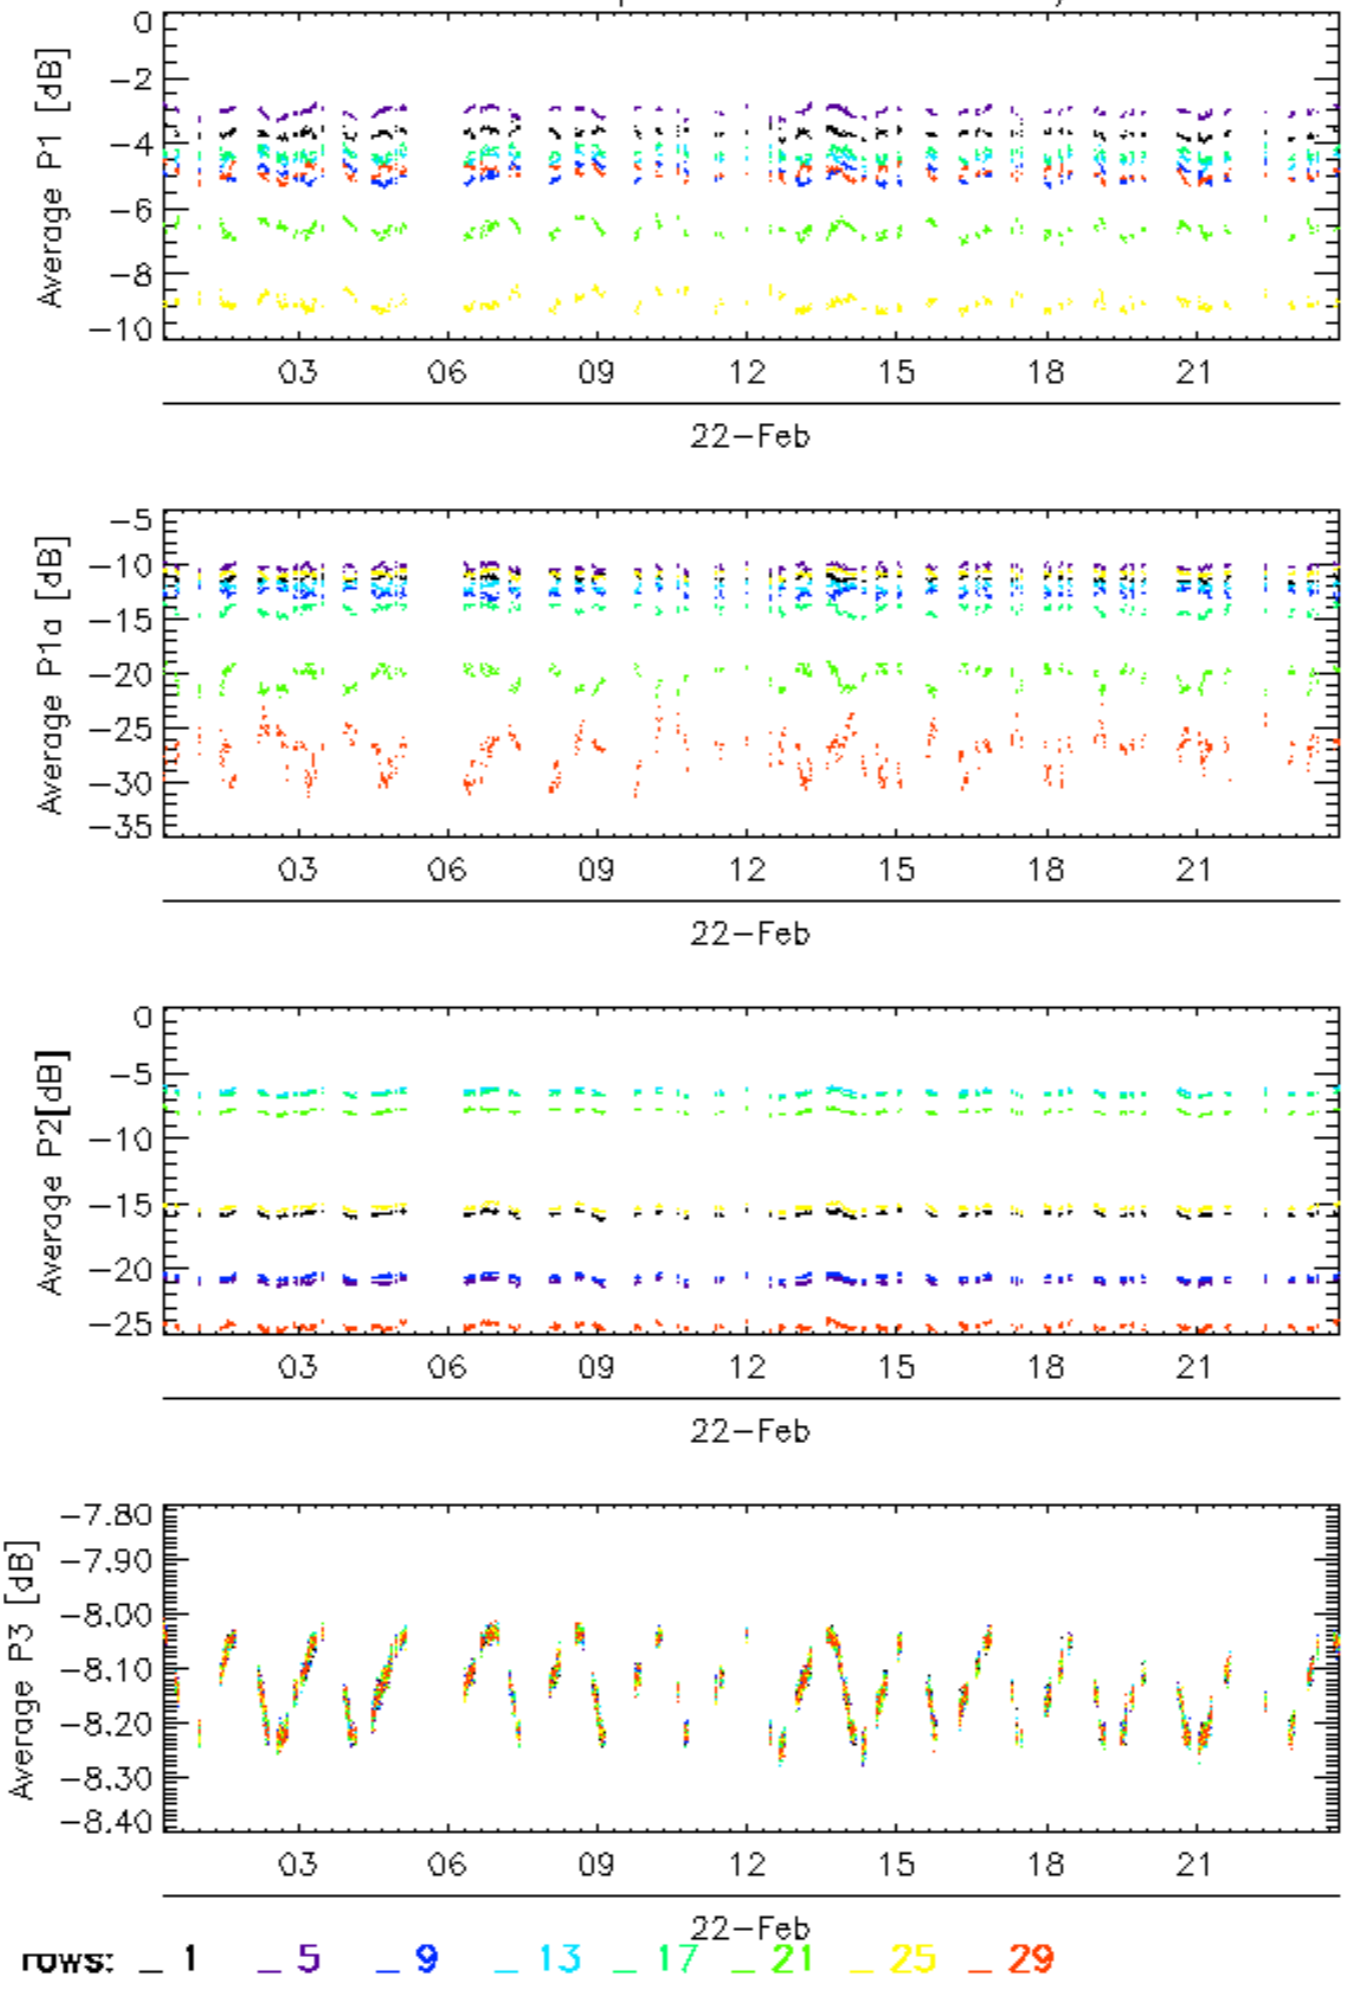 0
−2
−4
−6
−8
−10
Average P1 [dB]
03 06 09 12 15 18 21
22−Feb
−5
−10
−15
−20
−25
−30
−35
Average P1a [dB]
03 06 09 12 15 18 21
22−Feb
0
−5
−10
−15
−20
−25
Average P2[dB]
03 06 09 12 15 18 21
22−Feb
−7.80
−7.90
−8.00
−8.10
−8.20
−8.30
−8.40
Average P3 [dB]
03 06 09 12 15 18 21
22−Feb
rows: _ 1 _ 5 _ 9 _ 13 _ 17 _ 21 _ 25 _ 29